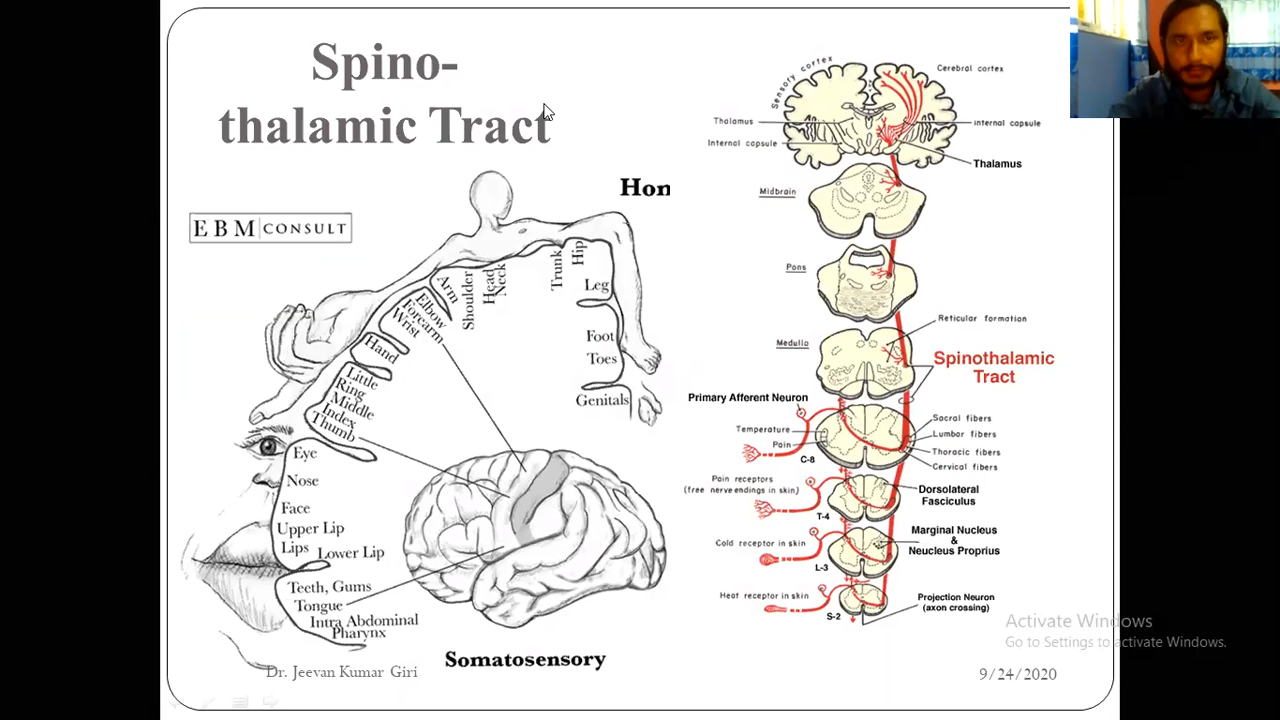 Spino-
thalamic Tract
EBM CONSULT
Hon
Arm
Shoulder
Head
Neck
Trunk
Hip
Leg
Foot
Toes
Genitals
Elbow
Forearm
Wrist
Hand
Little
Ring
Middle
Index
Thumb
Eye
Nose
Face
Upper Lip
Lips
Lower Lip
Teeth, Gums
Tongue
Intra Abdominal
Pharynx
Somatosensory
Sensory cortex
Cerebral cortex
Thalamus
Internal capsule
Internal capsule
Thalamus
Midbrain
Pons
Reticular formation
Medulla
Spinothalamic
Tract
Primary Afferent Neuron
Temperature
Pain
C-8
Sacral fibers
Lumbar fibers
Thoracic fibers
Cervical fibers
Pain receptors
(free nerve endings in skin)
T-4
Dorsolateral
Fasciculus
Marginal Nucleus
&
Neucleus Proprius
Cold receptor in skin
L-3
Heat receptor in skin
S-2
Projection Neuron
(axon crossing)
Activate Windows
Go to Settings to activate Windows.
Dr. Jeevan Kumar Giri
9/24/2020